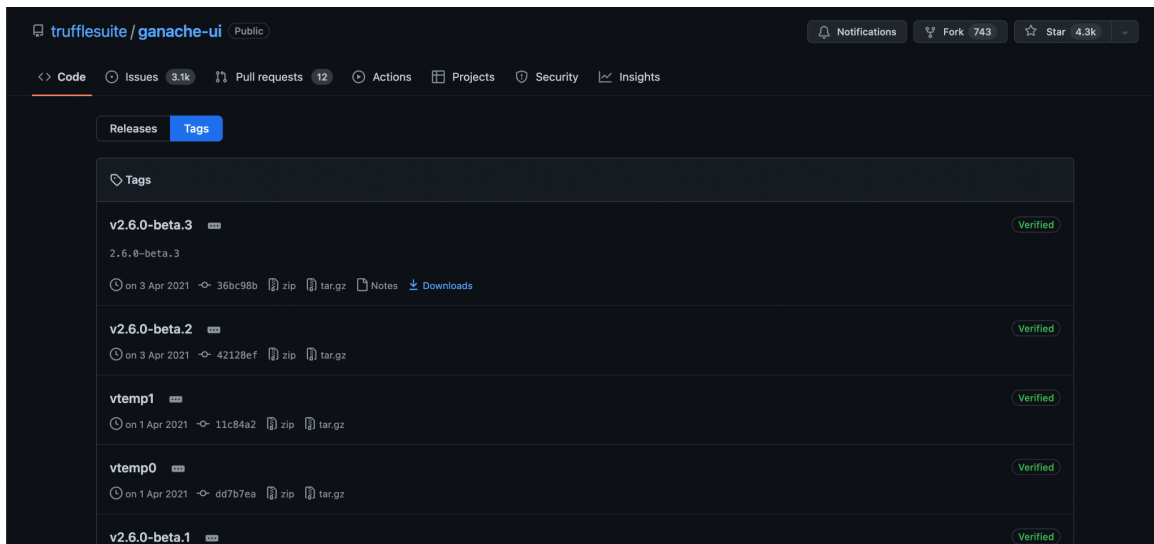 trufflesuite / ganache-ui Public Notifications Fork 743 Star 4.3k
Code Issues 3.1k Pull requests 12 Actions Projects Security Insights
Releases Tags
Tags
v2.6.0-beta.3 Verified
2.6.0-beta.3
on 3 Apr 2021 36bc98b zip tar.gz Notes Downloads
v2.6.0-beta.2 Verified
on 3 Apr 2021 42128ef zip tar.gz
vtemp1 Verified
on 1 Apr 2021 11c84a2 zip tar.gz
vtemp0 Verified
on 1 Apr 2021 dd7b7ea zip tar.gz
v2.6.0-beta.1 Verified